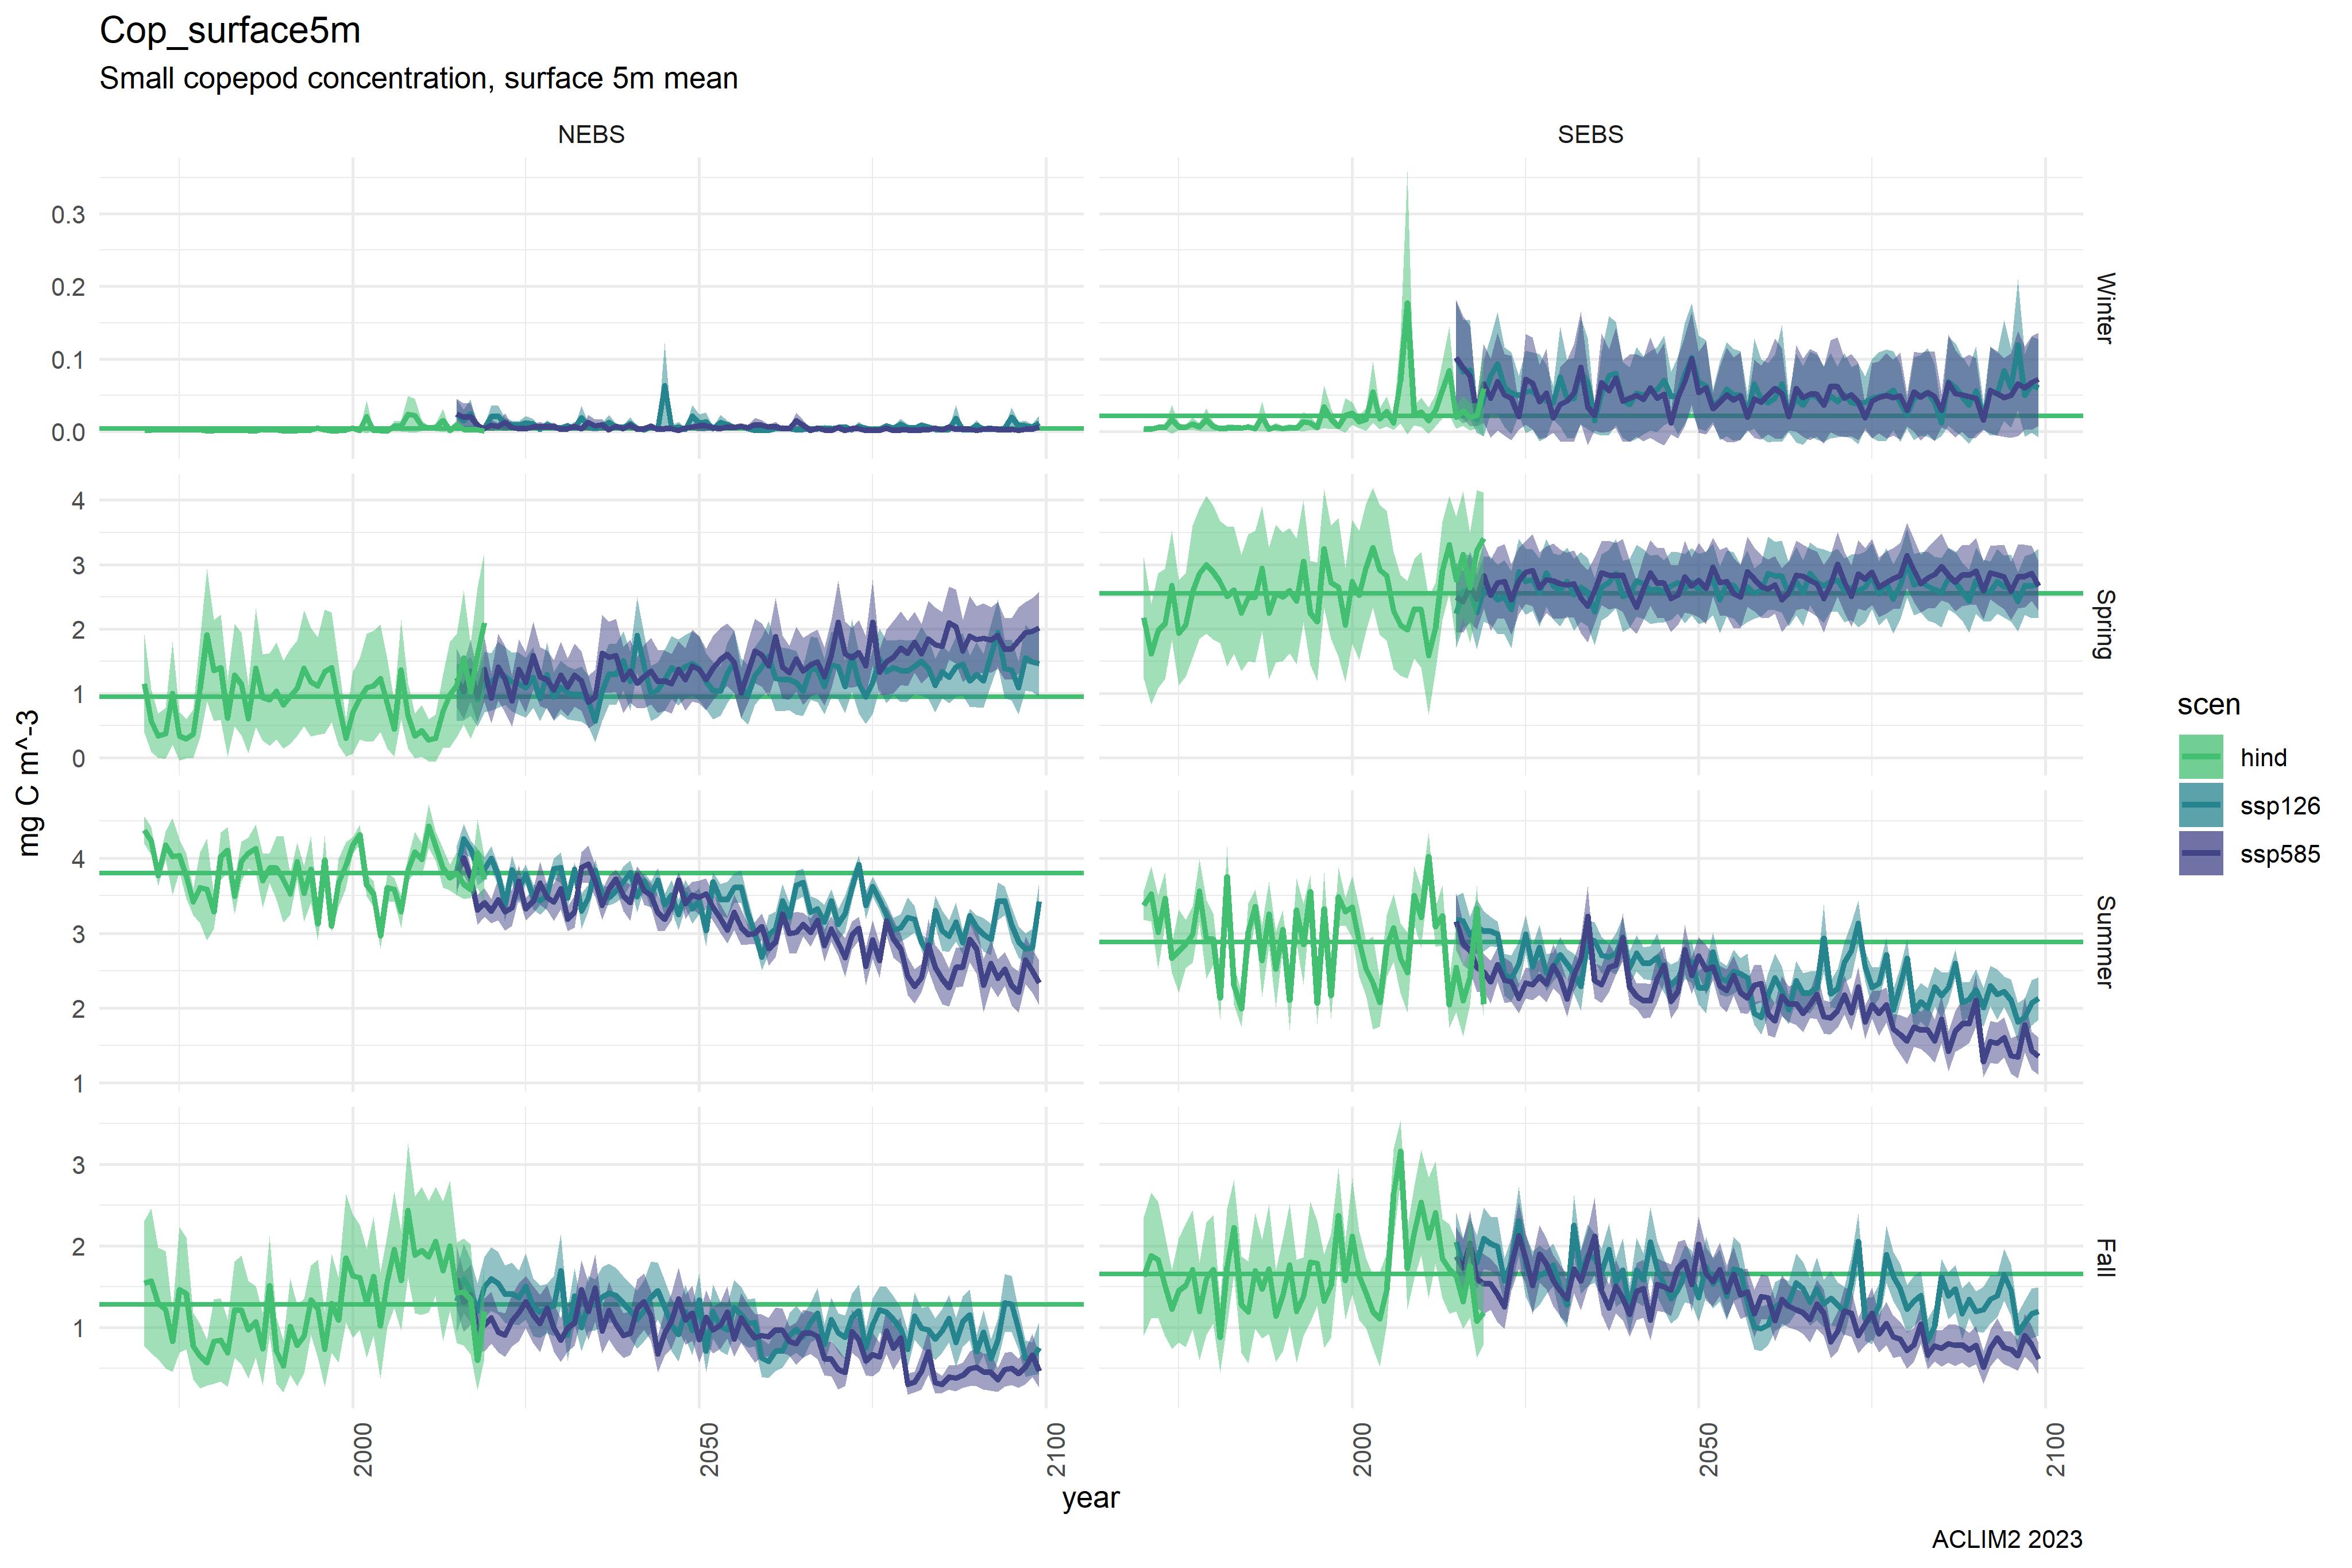 Cop_surface5m
Small copepod concentration, surface 5m mean
NEBS
SEBS
0.3
0.2
0.1
0.0
Winter
4
3
2
1
0
Spring
4
3
2
1
Summer
3
2
1
Fall
mg C m^-3
2000
2050
2100
2000
2050
2100
year
scen
hind
ssp126
ssp585
ACLIM2 2023